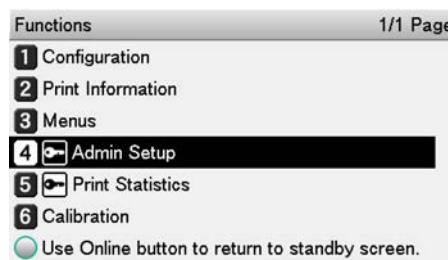 Functions 1/1 Page
1 Configuration
2 Print Information
3 Menus
4 Admin Setup
5 Print Statistics
6 Calibration
Use Online button to return to standby screen.